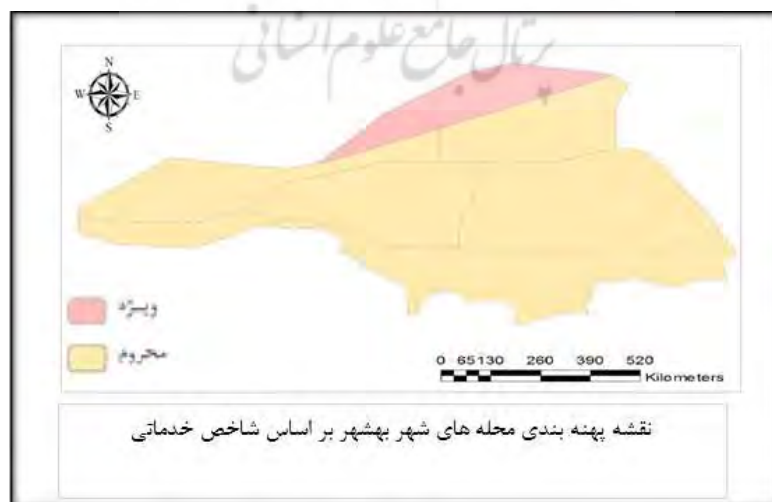 پرتال جامع علوم انسانی
N
W E
S
ویژه
محروم
0 65130 260 390 520
Kilometers
نقشه پهنه بندی محله های شهر بهشهر بر اساس شاخص خدماتی